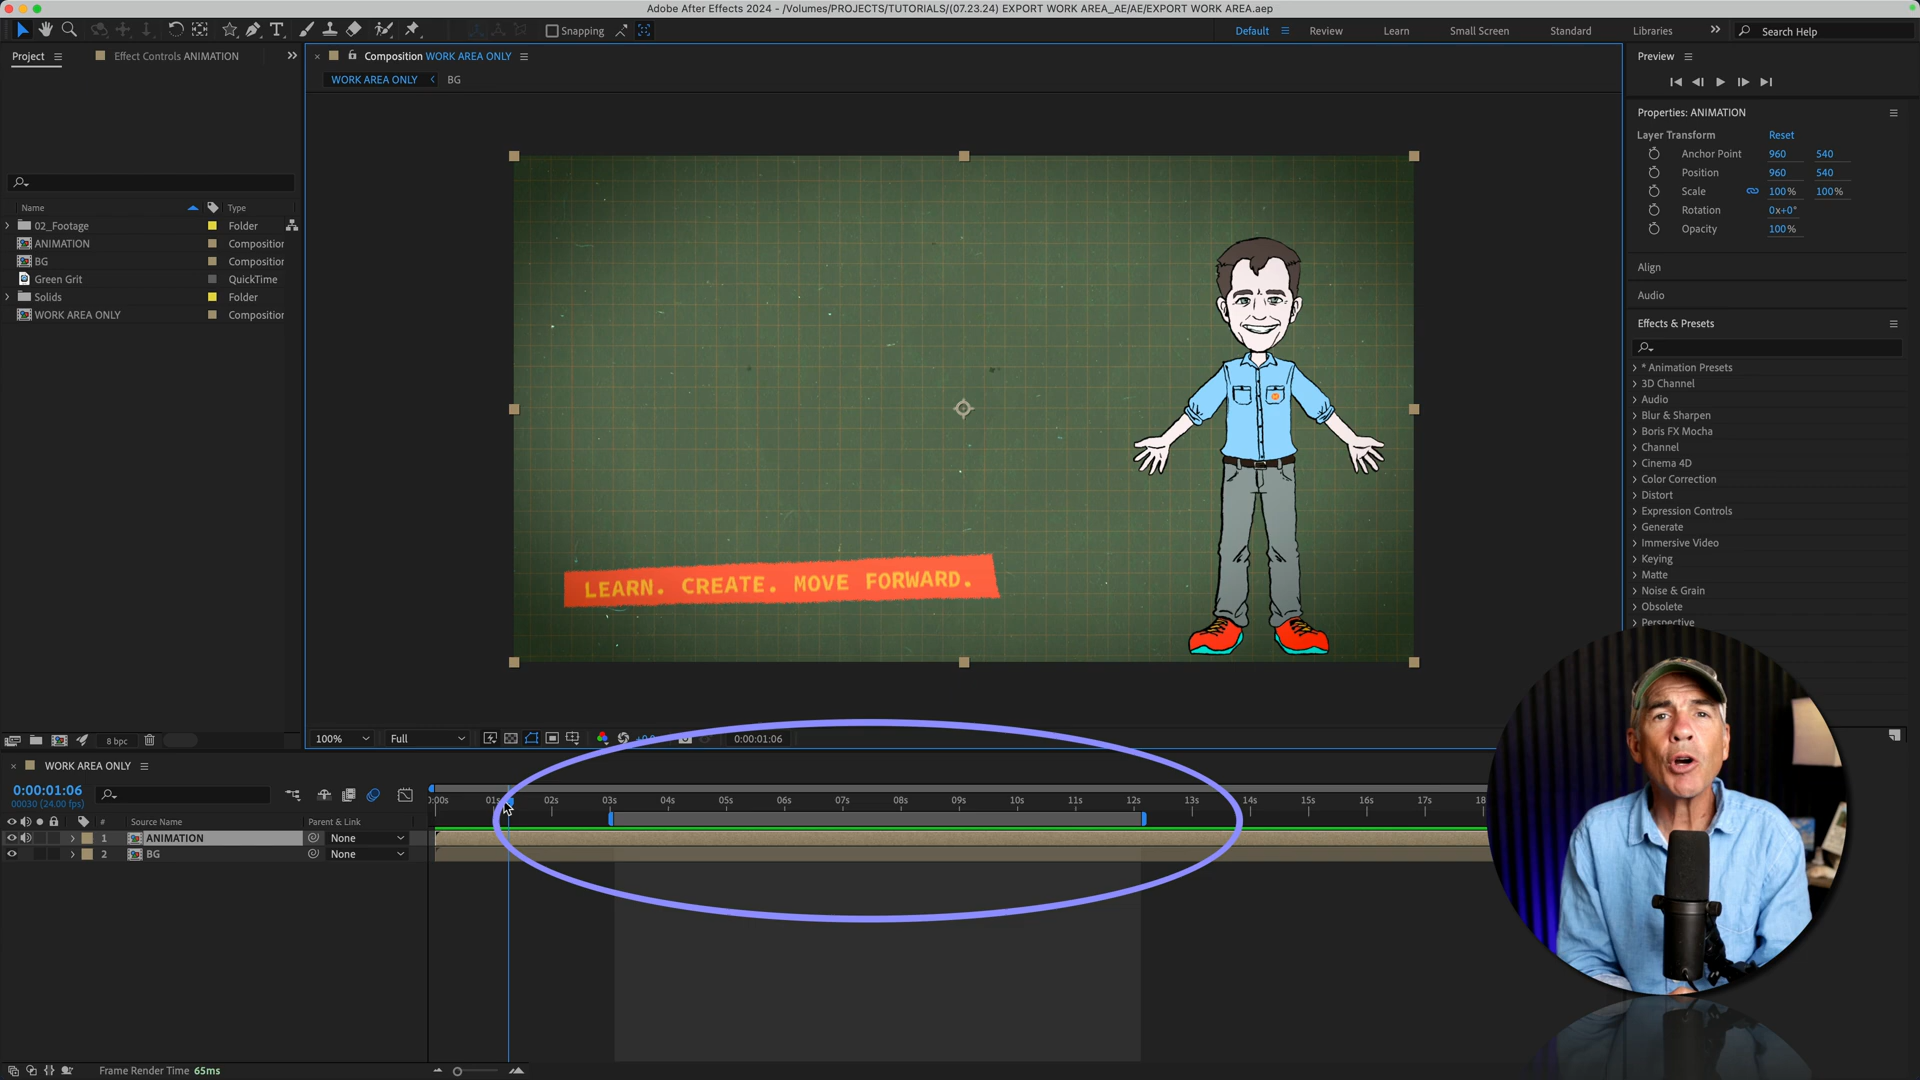 Adobe After Effects 2024 - /Volumes/PROJECTS/TUTORIALS/(07.23.24) EXPORT WORK AREA_AE/AE/EXPORT WORK AREA.aep
Snapping
Default
Review
Learn
Small Screen
Standard
Libraries
Search Help
Project
Effect Controls ANIMATION
Composition WORK AREA ONLY
WORK AREA ONLY
BG
Name
Type
02_Footage Folder
ANIMATION Composition
BG Composition
Green Grit QuickTime
Solids Folder
WORK AREA ONLY Composition
LEARN. CREATE. MOVE FORWARD.
Preview
Properties: ANIMATION
Layer Transform Reset
Anchor Point 960 540
Position 960 540
Scale 100% 100%
Rotation 0x+0°
Opacity 100%
Align
Audio
Effects & Presets
* Animation Presets
3D Channel
Audio
Blur & Sharpen
Boris FX Mocha
Channel
Cinema 4D
Color Correction
Distort
Expression Controls
Generate
Immersive Video
Keying
Matte
Noise & Grain
Obsolete
Perspective
8 bpc
100% Full 0:00:01:06
WORK AREA ONLY
0:00:01:06
00030 (24.00 fps)
0:00s 01s 02s 03s 04s 05s 06s 07s 08s 09s 10s 11s 12s 13s 14s 15s 16s 17s 18
# Source Name Parent & Link
1 ANIMATION None
2 BG None
Frame Render Time 65ms